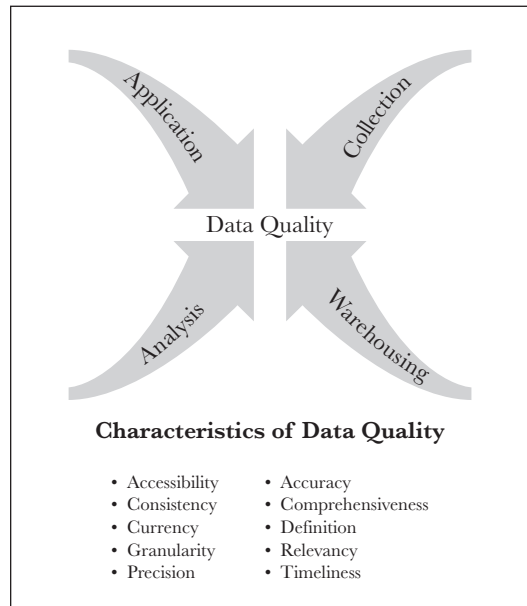 Application
Collection
Data Quality
Analysis
Warehousing
Characteristics of Data Quality
• Accessibility
• Consistency
• Currency
• Granularity
• Precision
• Accuracy
• Comprehensiveness
• Definition
• Relevancy
• Timeliness